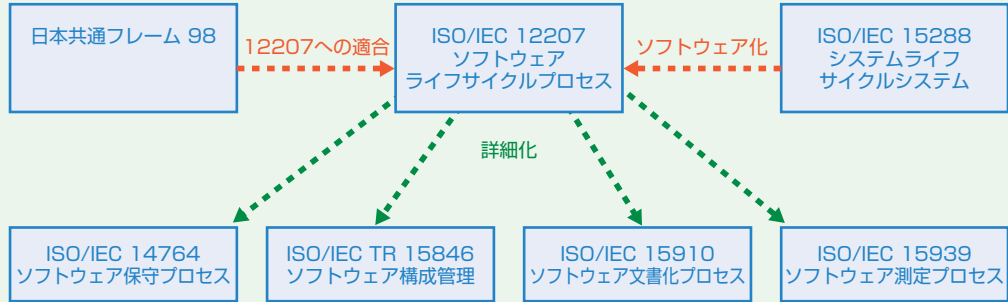 日本共通フレーム 98
12207への適合
ISO/IEC 12207
ソフトウェア
ライフサイクルプロセス
ソフトウェア化
ISO/IEC 15288
システムライフ
サイクルシステム
詳細化
ISO/IEC 14764
ソフトウェア保守プロセス
ISO/IEC TR 15846
ソフトウェア構成管理
ISO/IEC 15910
ソフトウェア文書化プロセス
ISO/IEC 15939
ソフトウェア測定プロセス